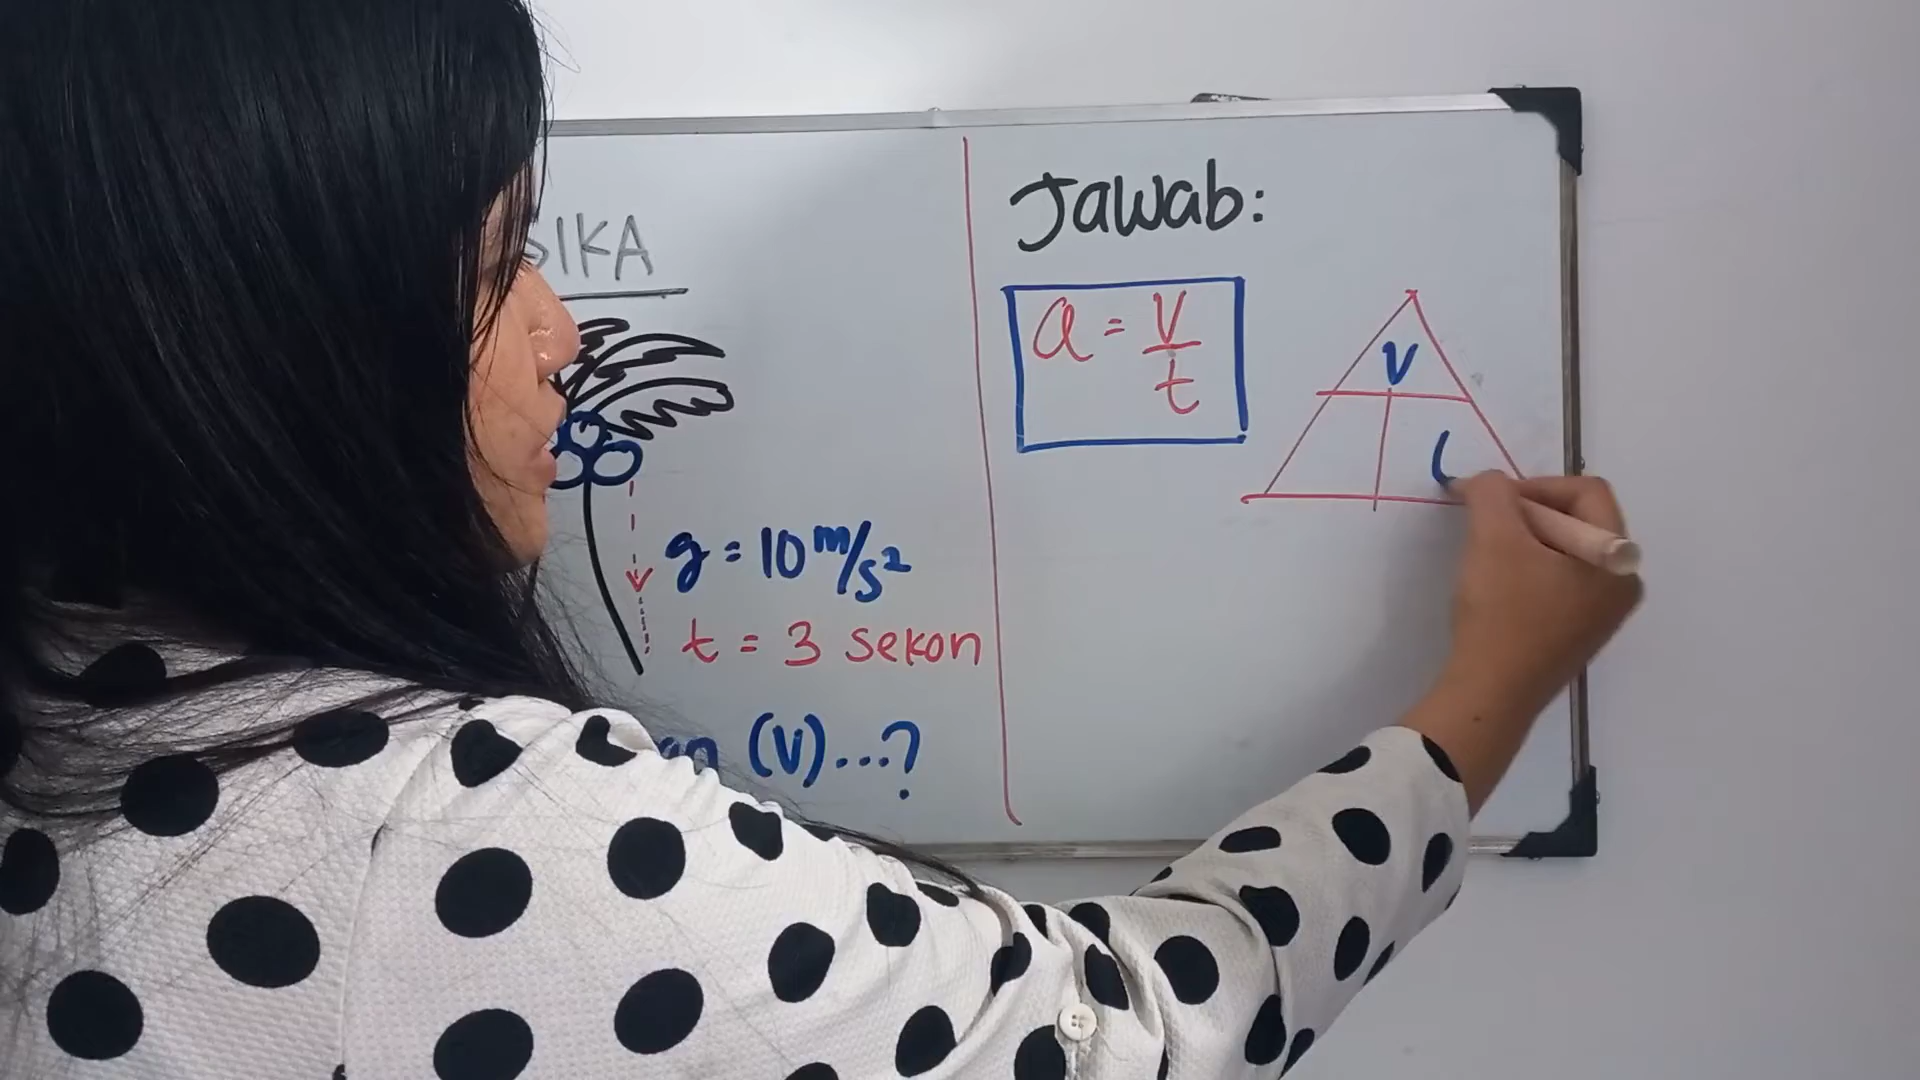 SIKA
g = 10 m/s²
t = 3 sekon
(V)...?
Jawab:
a = V/t
V